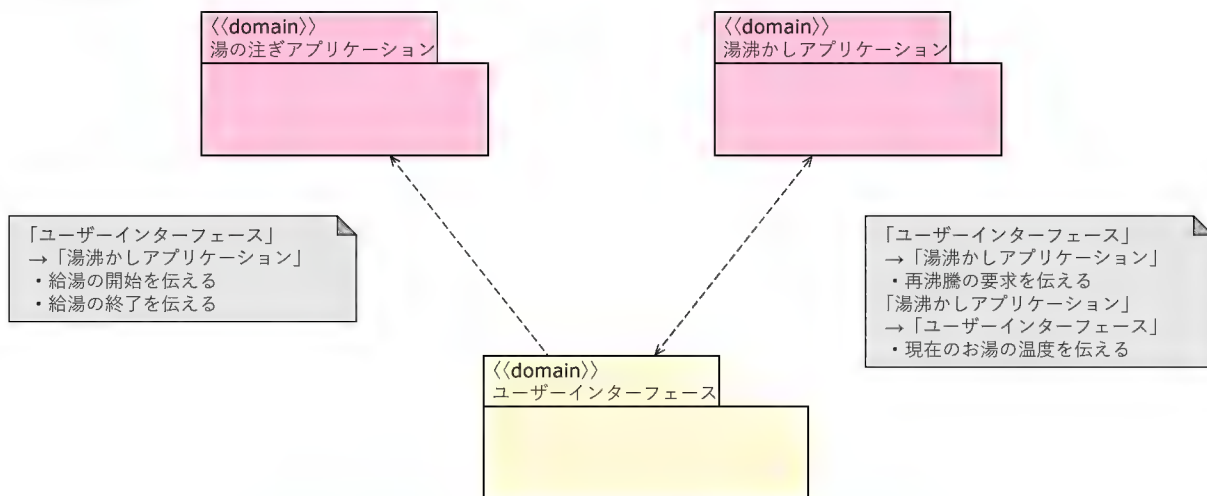 〈〈domain〉〉
湯の注ぎアプリケーション
〈〈domain〉〉
湯沸かしアプリケーション
「ユーザーインターフェース」
→「湯沸かしアプリケーション」
・給湯の開始を伝える
・給湯の終了を伝える
「ユーザーインターフェース」
→「湯沸かしアプリケーション」
・再沸騰の要求を伝える
「湯沸かしアプリケーション」
→「ユーザーインターフェース」
・現在のお湯の温度を伝える
〈〈domain〉〉
ユーザーインターフェース